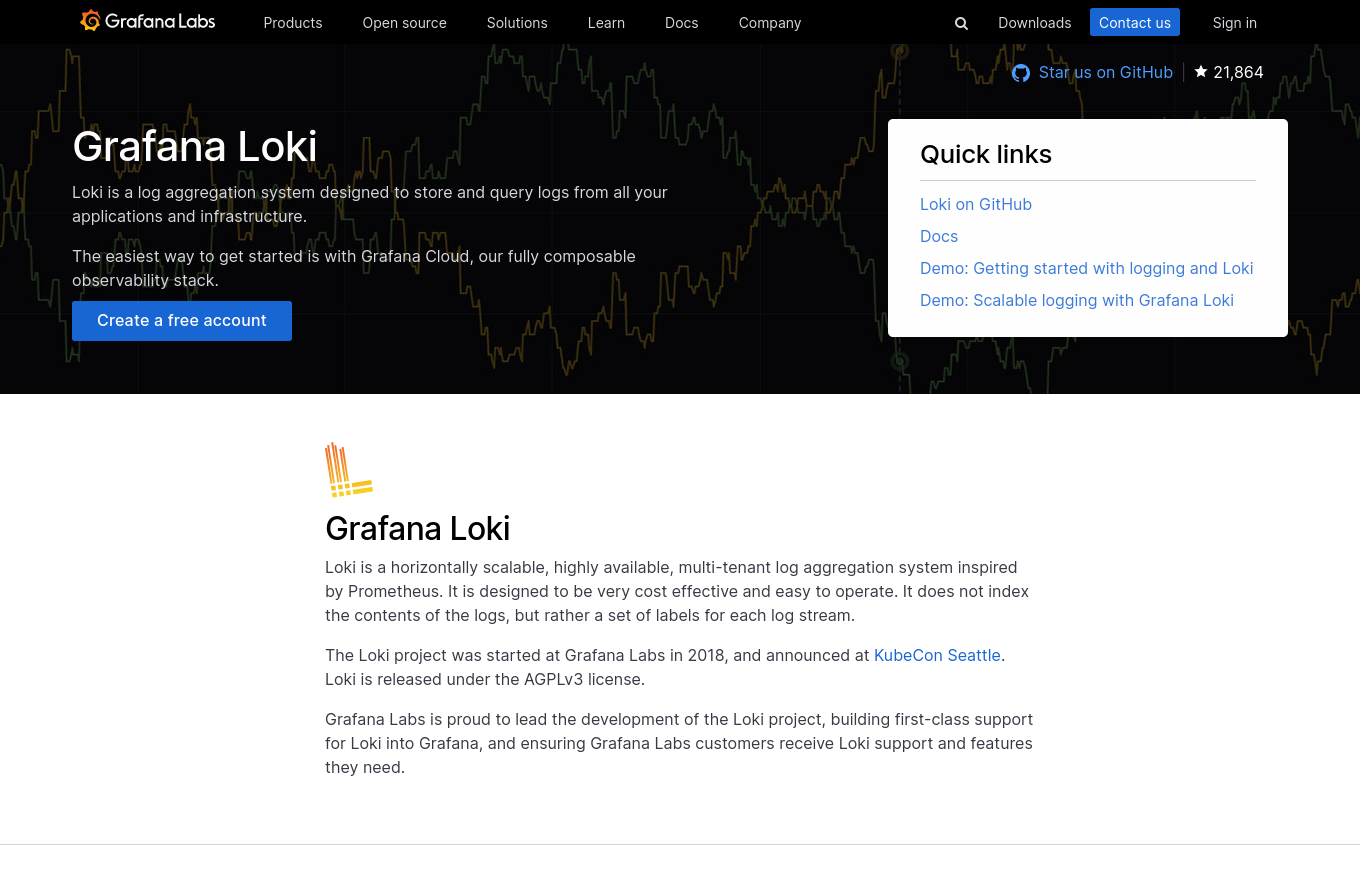 Grafana Labs
Products
Open source
Solutions
Learn
Docs
Company
Downloads
Contact us
Sign in
Star us on GitHub
21,864
Grafana Loki
Loki is a log aggregation system designed to store and query logs from all your
applications and infrastructure.
The easiest way to get started is with Grafana Cloud, our fully composable
observability stack.
Create a free account
Quick links
Loki on GitHub
Docs
Demo: Getting started with logging and Loki
Demo: Scalable logging with Grafana Loki
Grafana Loki
Loki is a horizontally scalable, highly available, multi-tenant log aggregation system inspired
by Prometheus. It is designed to be very cost effective and easy to operate. It does not index
the contents of the logs, but rather a set of labels for each log stream.
The Loki project was started at Grafana Labs in 2018, and announced at KubeCon Seattle.
Loki is released under the AGPLv3 license.
Grafana Labs is proud to lead the development of the Loki project, building first-class support
for Loki into Grafana, and ensuring Grafana Labs customers receive Loki support and features
they need.